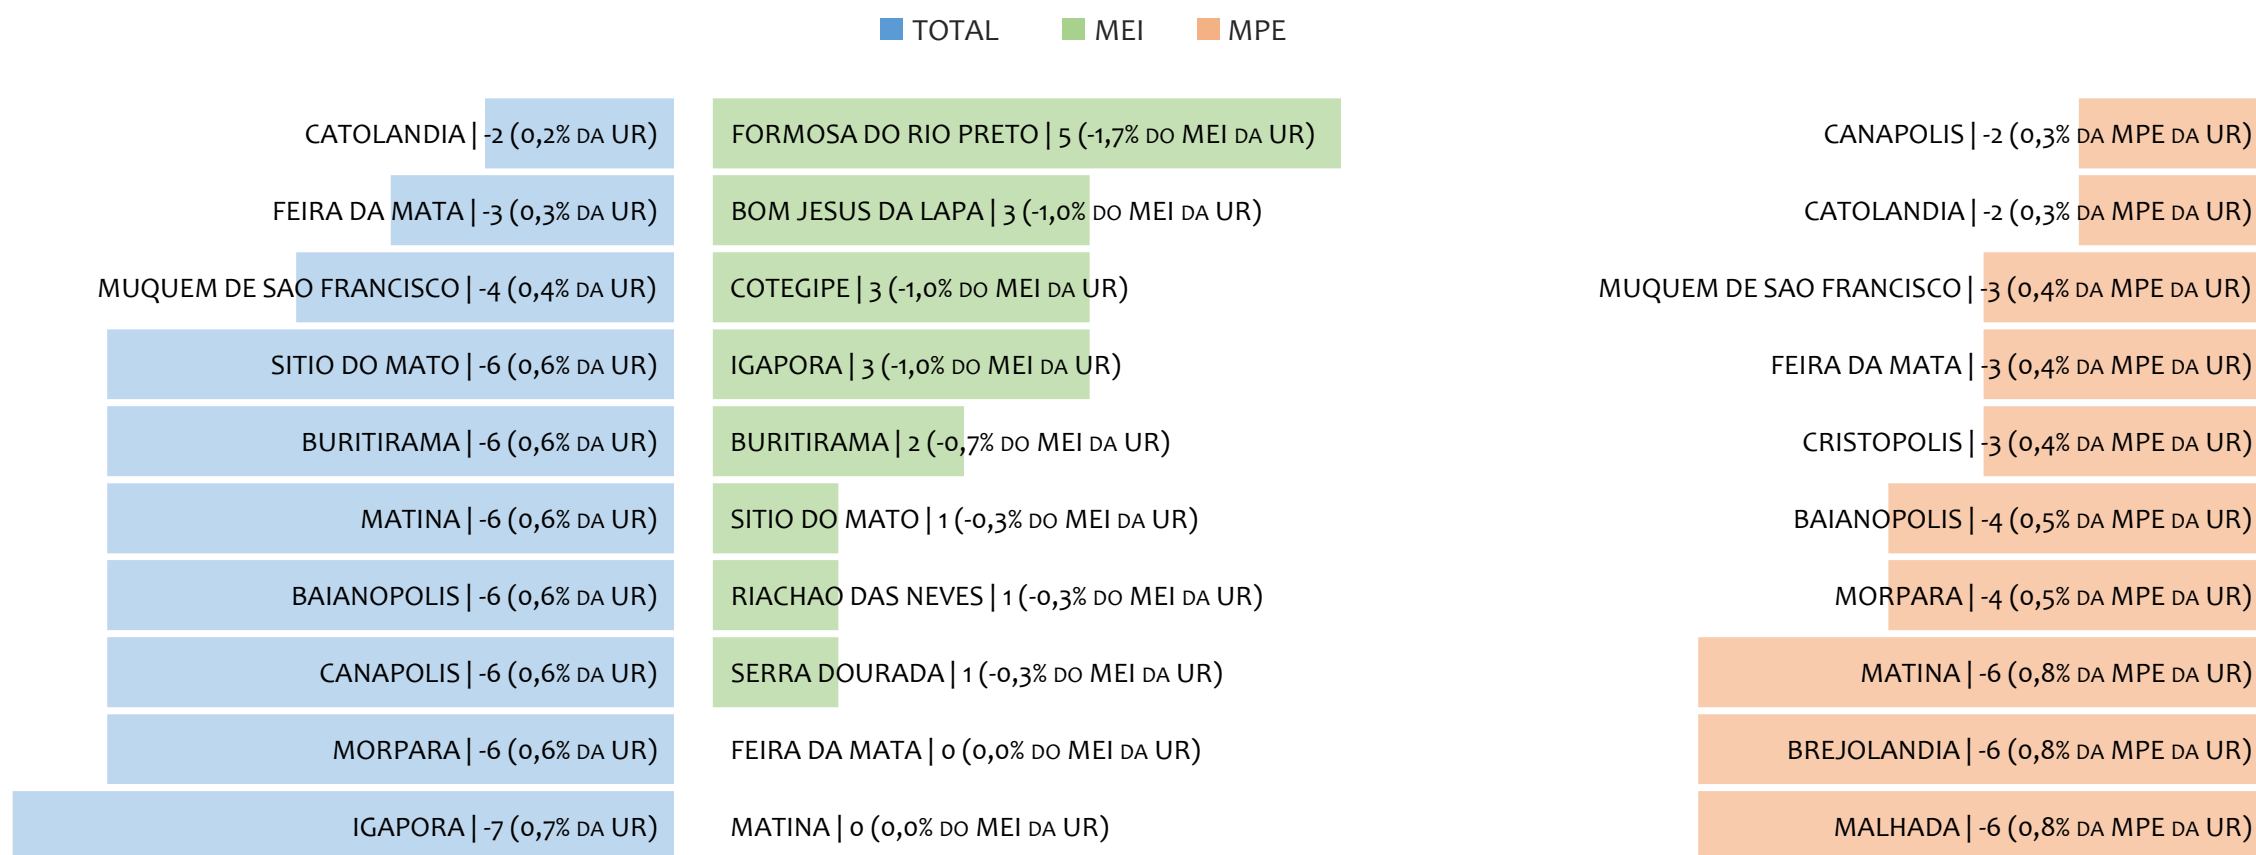 TOTAL MEI MPE
CATOLANDIA | -2 (0,2% DA UR)
FEIRA DA MATA | -3 (0,3% DA UR)
MUQUEM DE SAO FRANCISCO | -4 (0,4% DA UR)
SITIO DO MATO | -6 (0,6% DA UR)
BURITIRAMA | -6 (0,6% DA UR)
MATINA | -6 (0,6% DA UR)
BAIANOPOLIS | -6 (0,6% DA UR)
CANAPOLIS | -6 (0,6% DA UR)
MORPARA | -6 (0,6% DA UR)
IGAPORA | -7 (0,7% DA UR)
FORMOSA DO RIO PRETO | 5 (-1,7% DO MEI DA UR)
BOM JESUS DA LAPA | 3 (-1,0% DO MEI DA UR)
COTEGIPE | 3 (-1,0% DO MEI DA UR)
IGAPORA | 3 (-1,0% DO MEI DA UR)
BURITIRAMA | 2 (-0,7% DO MEI DA UR)
SITIO DO MATO | 1 (-0,3% DO MEI DA UR)
RIACHAO DAS NEVES | 1 (-0,3% DO MEI DA UR)
SERRA DOURADA | 1 (-0,3% DO MEI DA UR)
FEIRA DA MATA | 0 (0,0% DO MEI DA UR)
MATINA | 0 (0,0% DO MEI DA UR)
CANAPOLIS | -2 (0,3% DA MPE DA UR)
CATOLANDIA | -2 (0,3% DA MPE DA UR)
MUQUEM DE SAO FRANCISCO | -3 (0,4% DA MPE DA UR)
FEIRA DA MATA | -3 (0,4% DA MPE DA UR)
CRISTOPOLIS | -3 (0,4% DA MPE DA UR)
BAIANOPOLIS | -4 (0,5% DA MPE DA UR)
MORPARA | -4 (0,5% DA MPE DA UR)
MATINA | -6 (0,8% DA MPE DA UR)
BREJOLANDIA | -6 (0,8% DA MPE DA UR)
MALHADA | -6 (0,8% DA MPE DA UR)